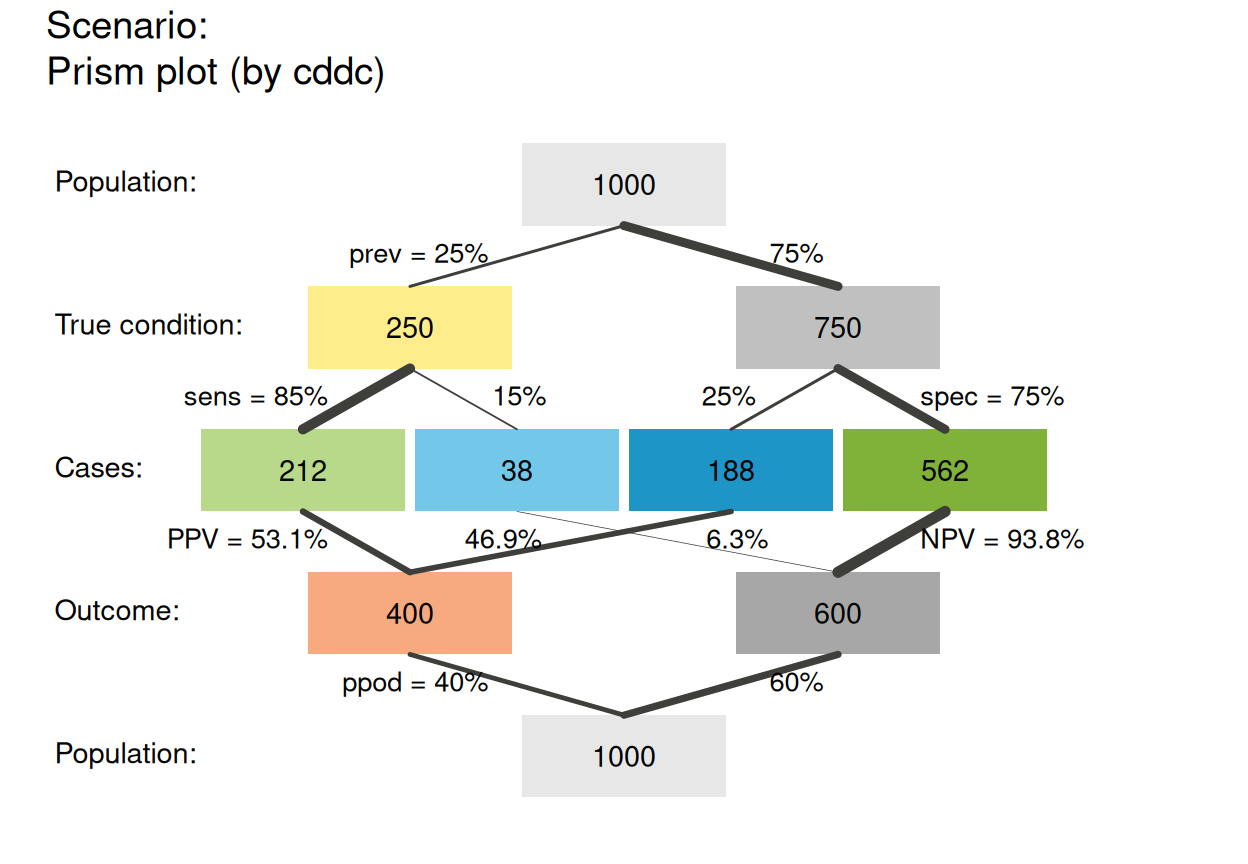 Scenario:
Prism plot (by cddc)
Population:
1000
prev = 25%
75%
True condition:
250
750
sens = 85%
15%
25%
spec = 75%
Cases:
212
38
188
562
PPV = 53.1%
46.9%
6.3%
NPV = 93.8%
Outcome:
400
600
ppod = 40%
60%
Population:
1000